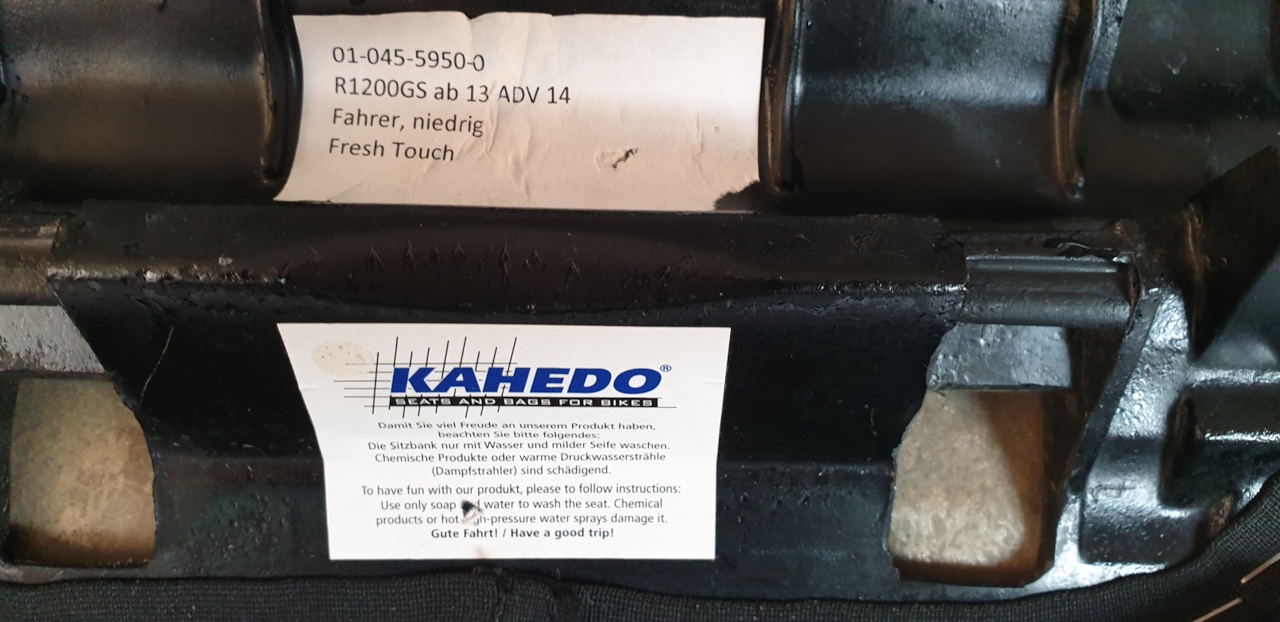 01-045-5950-0
R1200GS ab 13 ADV 14
Fahrer, niedrig
Fresh Touch
KAHEDO®
SEATS AND BAGS FOR BIKES
Damit Sie viel Freude an unserem Produkt haben,
beachten Sie bitte folgendes:
Die Sitzbank nur mit Wasser und milder Seife waschen.
Chemische Produkte oder warme Druckwassersträhle
(Dampfstrahler) sind schädigend.
To have fun with our produkt, please to follow instructions:
Use only soap water to wash the seat. Chemical
products or hot water sprays damage it.
Gute Fahrt! / Have a good trip!